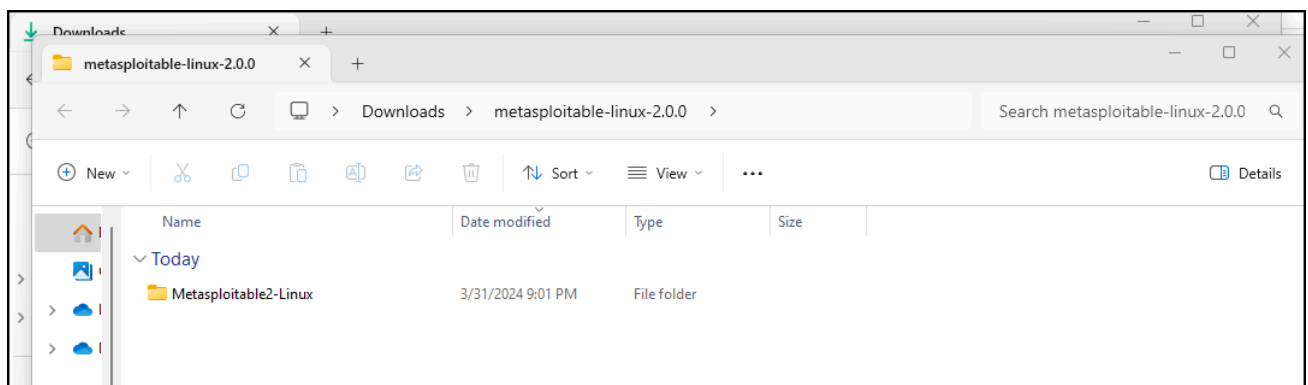 Downloads
metasploitable-linux-2.0.0
Downloads > metasploitable-linux-2.0.0 >
Search metasploitable-linux-2.0.0
New
Sort
View
Details
Name Date modified Type Size
Today
Metasploitable2-Linux 3/31/2024 9:01 PM File folder